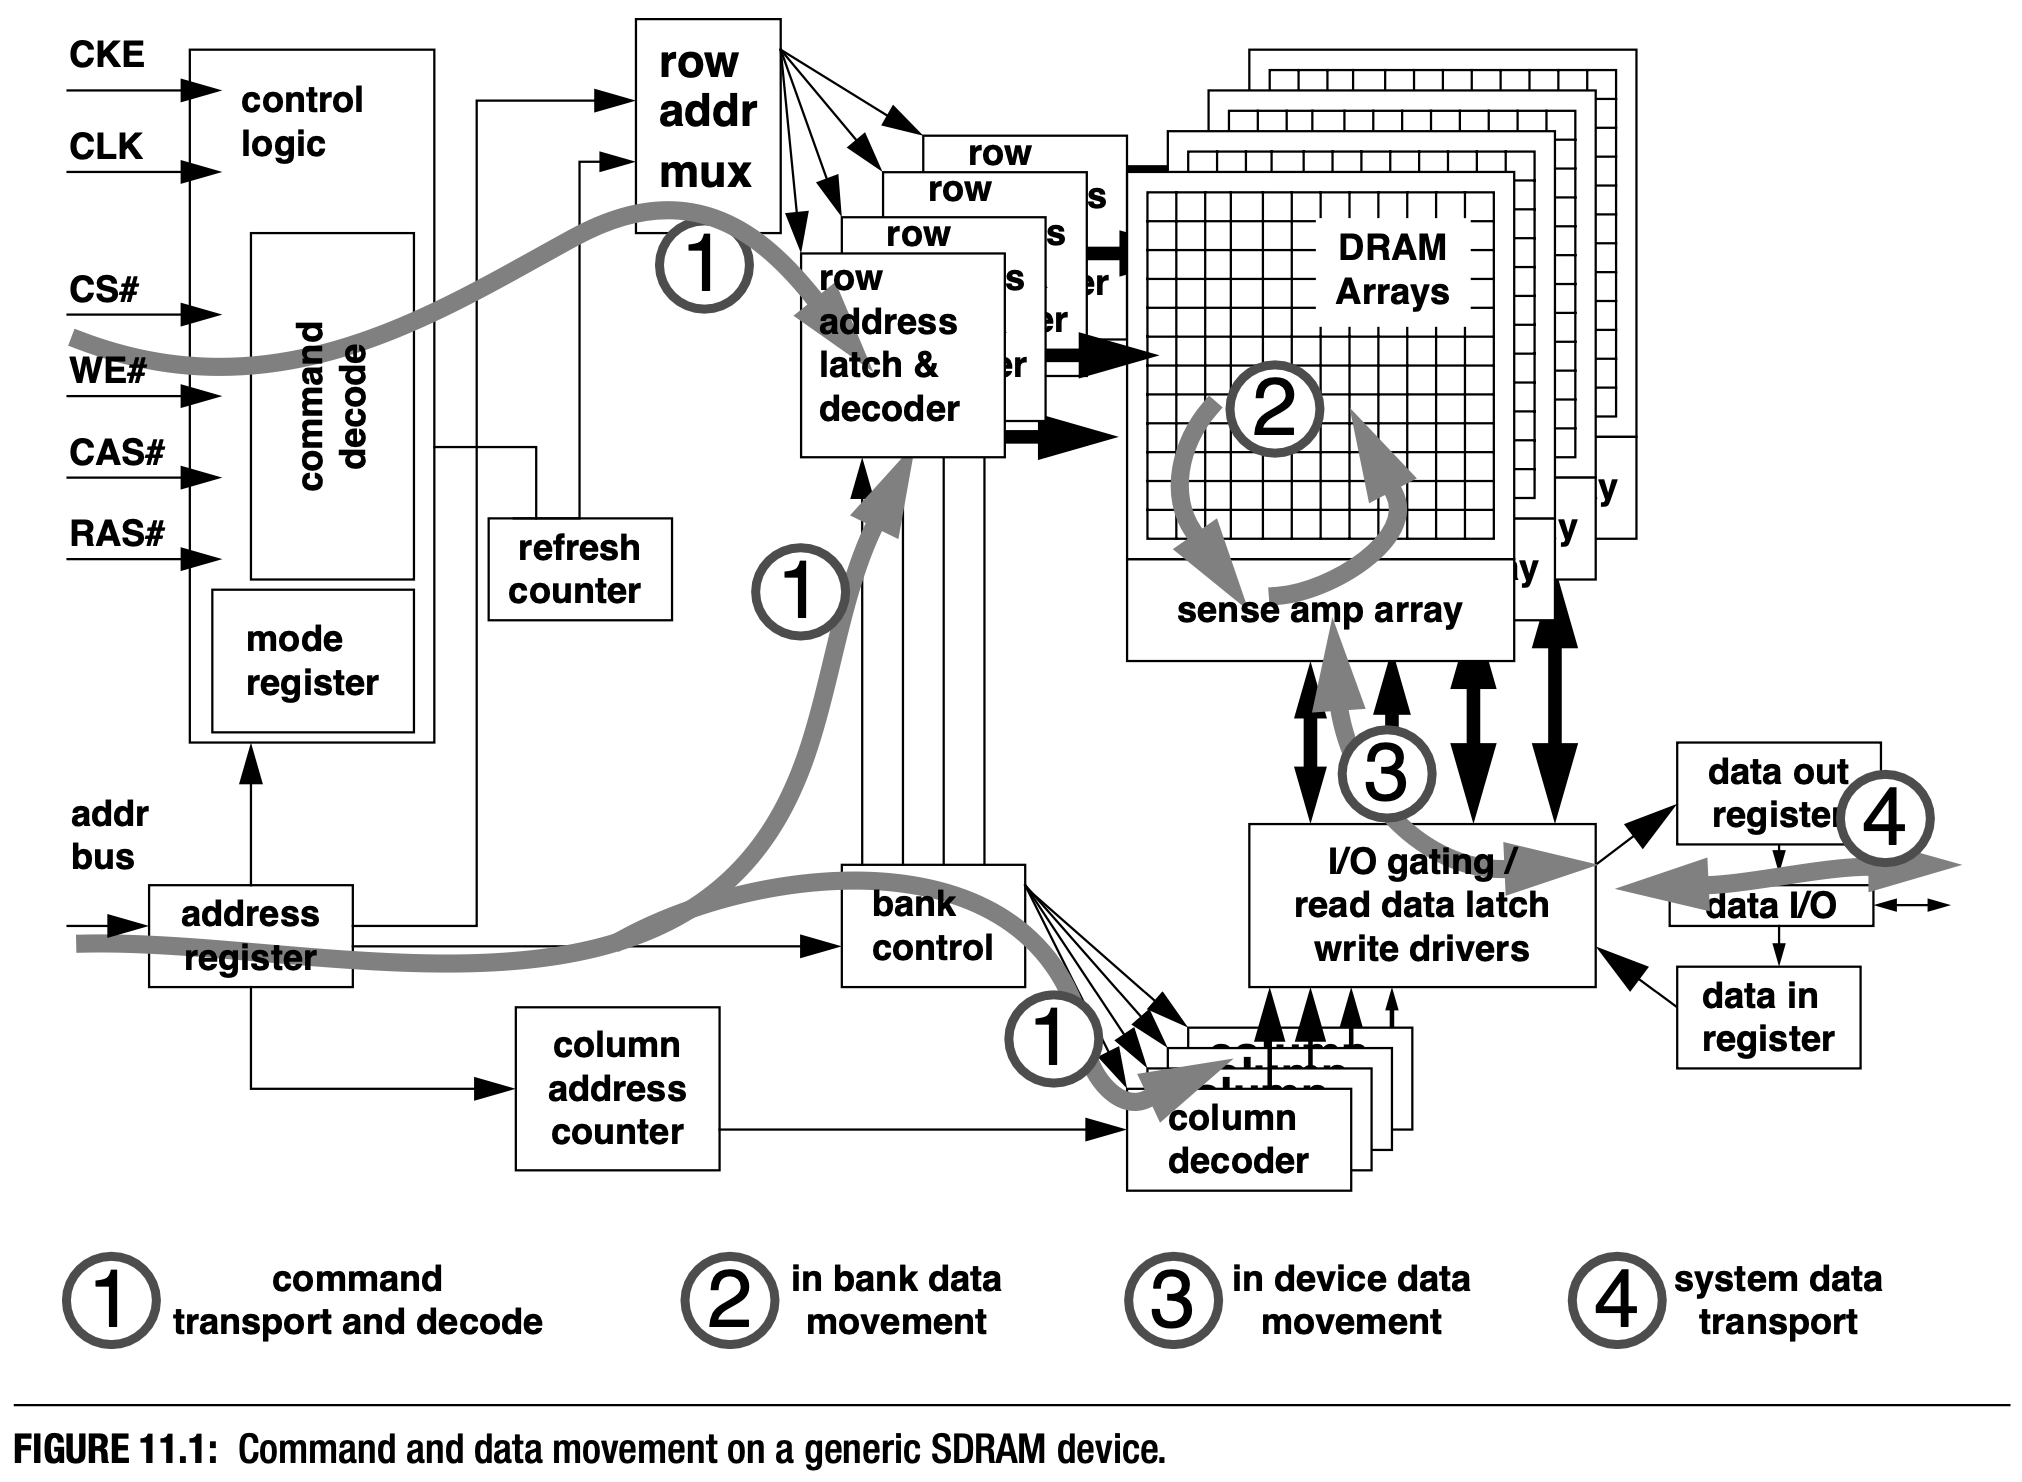 CKE
CLK
CS#
WE#
CAS#
RAS#
control
logic
command
decode
mode
register
addr
bus
address
register
refresh
counter
row
addr
mux
1
row
row
s
row
s
er
row
s
er
address
latch &
er
decoder
1
DRAM
Arrays
2
sense amp array
y
y
ay
3
bank
control
1
column
address
counter
column
column
column
column
decoder
I/O gating /
read data latch
write drivers
data out
register
4
data I/O
data in
register
1
command
transport and decode
2
in bank data
movement
3
in device data
movement
4
system data
transport
FIGURE 11.1: Command and data movement on a generic SDRAM device.